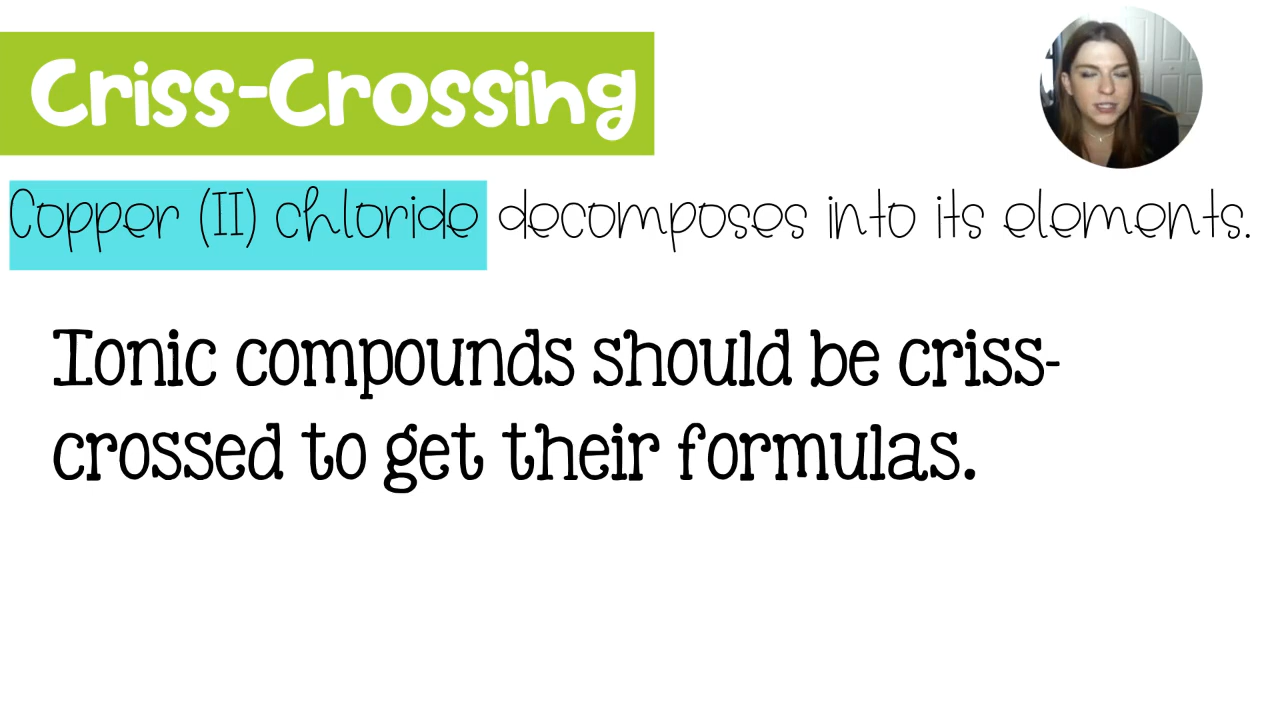 Criss-Crossing
Copper (II) chloride decomposes into its elements.
Ionic compounds should be criss-
crossed to get their formulas.